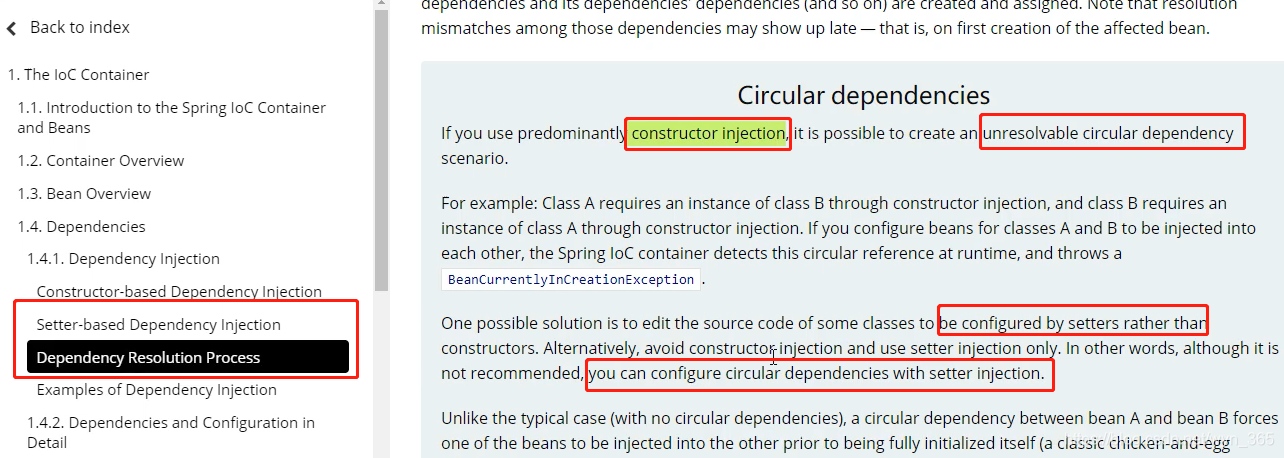 Back to index
1. The IoC Container
1.1. Introduction to the Spring IoC Container
and Beans
1.2. Container Overview
1.3. Bean Overview
1.4. Dependencies
1.4.1. Dependency Injection
Constructor-based Dependency Injection
Setter-based Dependency Injection
Dependency Resolution Process
Examples of Dependency Injection
1.4.2. Dependencies and Configuration in
Detail
dependencies and its dependencies' dependencies (and so on) are created and assigned. Note that resolution
mismatches among those dependencies may show up late — that is, on first creation of the affected bean.
Circular dependencies
If you use predominantly constructor injection, it is possible to create an unresolvable circular dependency
scenario.
For example: Class A requires an instance of class B through constructor injection, and class B requires an
instance of class A through constructor injection. If you configure beans for classes A and B to be injected into
each other, the Spring IoC container detects this circular reference at runtime, and throws a
BeanCurrentlyInCreationException.
One possible solution is to edit the source code of some classes to be configured by setters rather than
constructors. Alternatively, avoid constructor injection and use setter injection only. In other words, although it is
not recommended, you can configure circular dependencies with setter injection.
Unlike the typical case (with no circular dependencies), a circular dependency between bean A and bean B forces
one of the beans to be injected into the other prior to being fully initialized itself (a classic chicken-and-egg